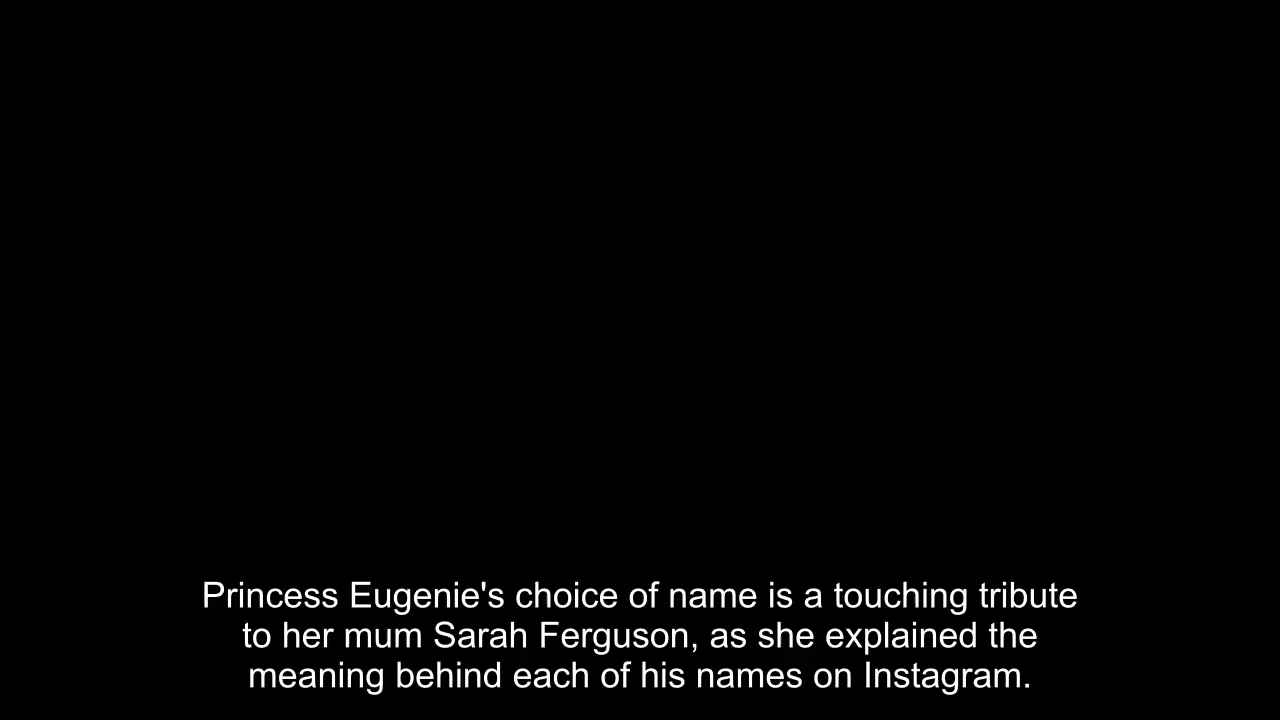 Princess Eugenie's choice of name is a touching tribute
to her mum Sarah Ferguson, as she explained the
meaning behind each of his names on Instagram.